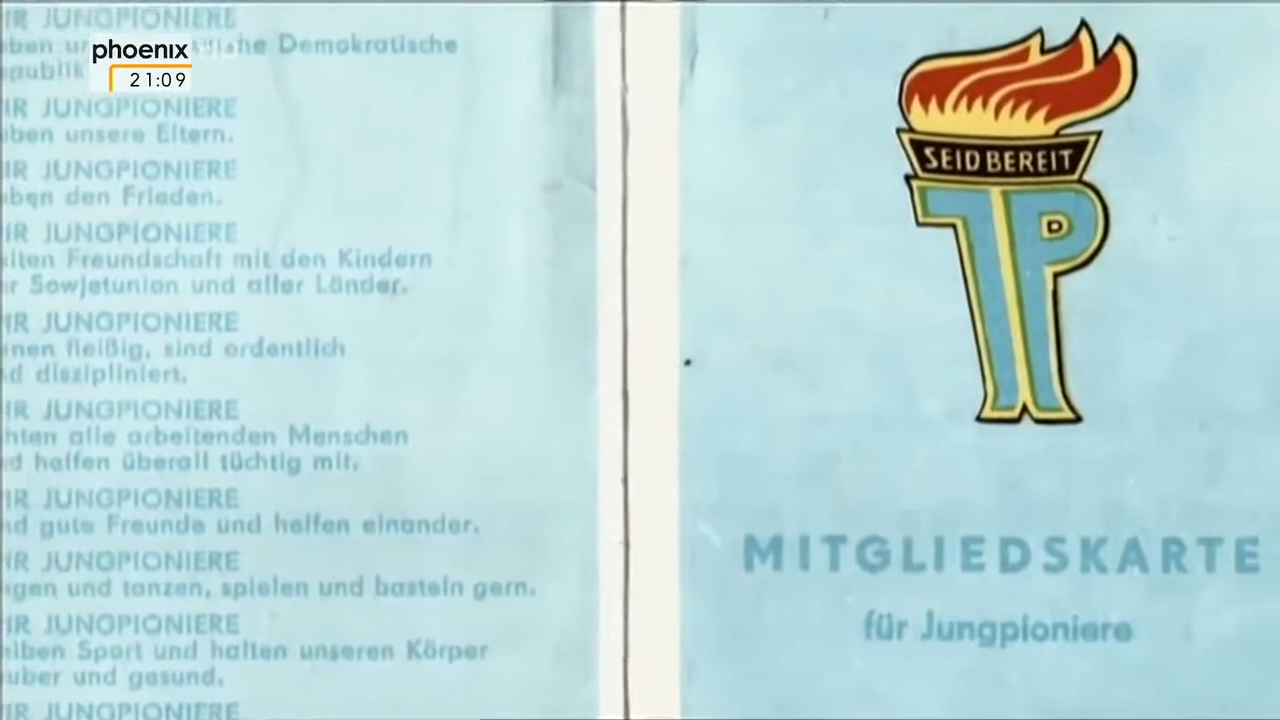 phoenix
21:09
IR JUNGPIONIERE
ben un he Demokratische
publik
IR JUNGPIONIERE
ben unsere Eltern.
IR JUNGPIONIERE
ben den Frieden.
IR JUNGPIONIERE
lten Freundschaft mit den Kindern
r Sowjetunion und aller Länder.
IR JUNGPIONIERE
nen fleißig, sind ordentlich
d diszipliniert.
IR JUNGPIONIERE
hten alle arbeitenden Menschen
d helfen überall tüchtig mit.
IR JUNGPIONIERE
nd gute Freunde und helfen einander.
IR JUNGPIONIERE
gen und tanzen, spielen und basteln gern.
IR JUNGPIONIERE
iben Sport und halten unseren Körper
uber und gesund.
IR JUNGPIONIERE
SEID BEREIT
JP
MITGLIEDSKARTE
für Jungpioniere